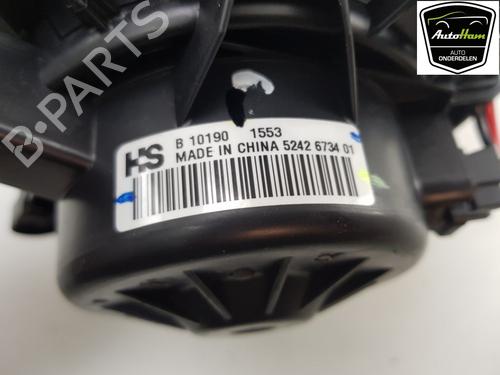 AutoHam
AUTO
ONDERDELEN
B-PARTS
HS B 10190 1553
MADE IN CHINA 5242 6734 01